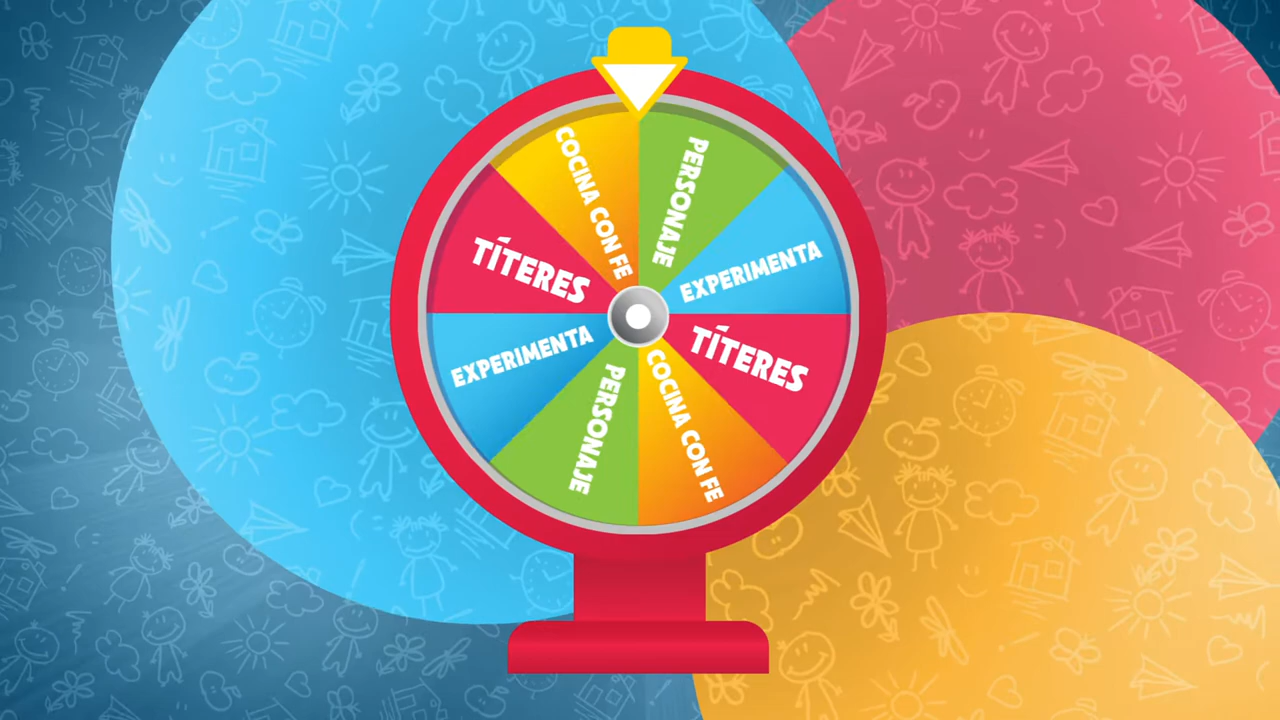 COCINA CON FE
PERSONAJE
TÍTERES
EXPERIMENTA
EXPERIMENTA
TÍTERES
PERSONAJE
COCINA CON FE